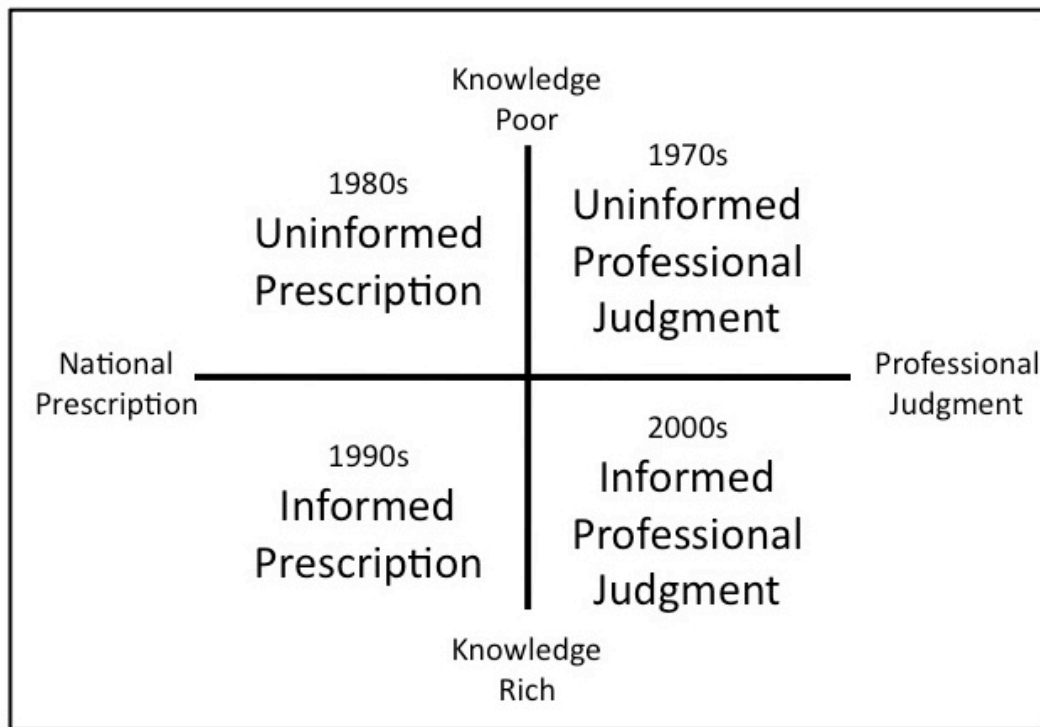 Knowledge
Poor
1980s
Uninformed
Prescription
1970s
Uninformed
Professional
Judgment
National
Prescription
Professional
Judgment
1990s
Informed
Prescription
2000s
Informed
Professional
Judgment
Knowledge
Rich